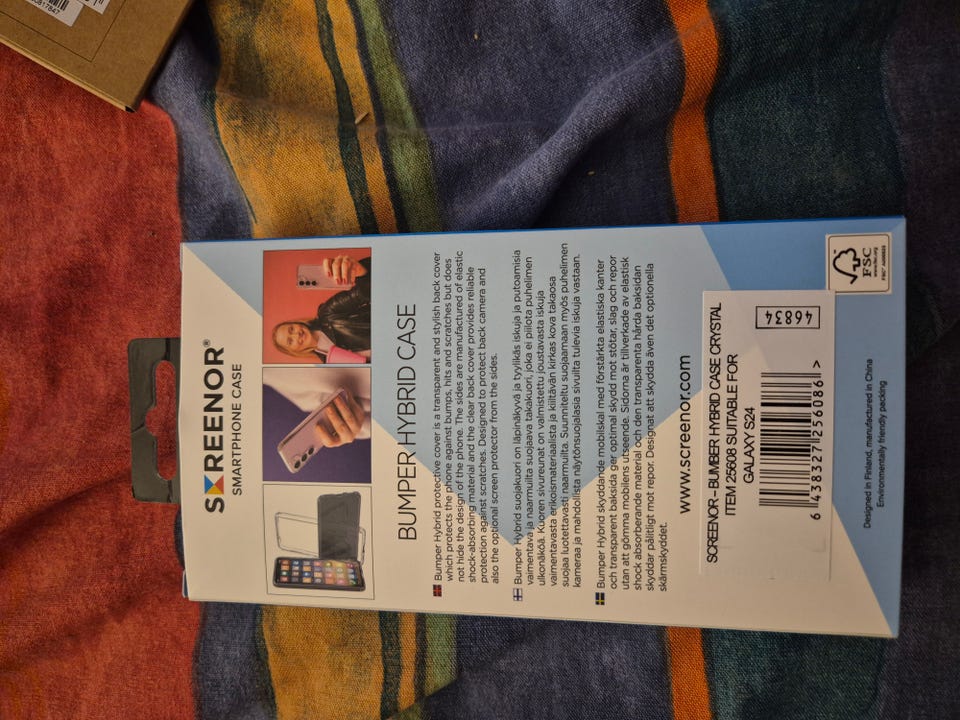 SCREENOR®
SMARTPHONE CASE
BUMPER HYBRID CASE
Bumper Hybrid protective cover is a transparent and stylish back cover
which protects the phone against bumps, hits and scratches but does
not hide the design of the phone. The sides are manufactured of elastic
shock-absorbing material and the clear back cover provides reliable
protection against scratches. Designed to protect back camera and
also the optional screen protector from the sides.
Bumper Hybrid suojakuori on läpinäkyvä ja tyylikäs iskuja ja putoamisia
vaimentava ja naarmuilta suojaava takakuori, joka ei piilota puhelimen
ulkonäköä. Kuoren sivureunat on valmistettu joustavasta iskuja
vaimentavasta erikoismateriaalista ja kiiltävän kirkas kova takaosa
suojaa luotettavasti naarmuilta. Suunniteltu suojaamaan myös puhelimen
kameraa ja mahdollista näytönsuojalasia sivuilta tulevia iskuja vastaan.
Bumper Hybrid skyddande mobilskal med förstärkta elastiska kanter
och transparent baksida ger optimal skydd mot stötar, slag och repor
utan att gömma mobilens utseende. Sidorna är tillverkade av elastisk
shock absorberande material och den transparenta hårda baksidan
skyddar pålitligt mot repor. Designat att skydda även det optionella
skärmskyddet.
www.screenor.com
SCREENOR - BUMBER HYBRID CASE CRYSTAL
ITEM 25608 SUITABLE FOR
GALAXY S24
46834
6 438327 256086 >
Designed in Finland, manufactured in China
Environmentally friendly packing
FSC
www.fsc.org